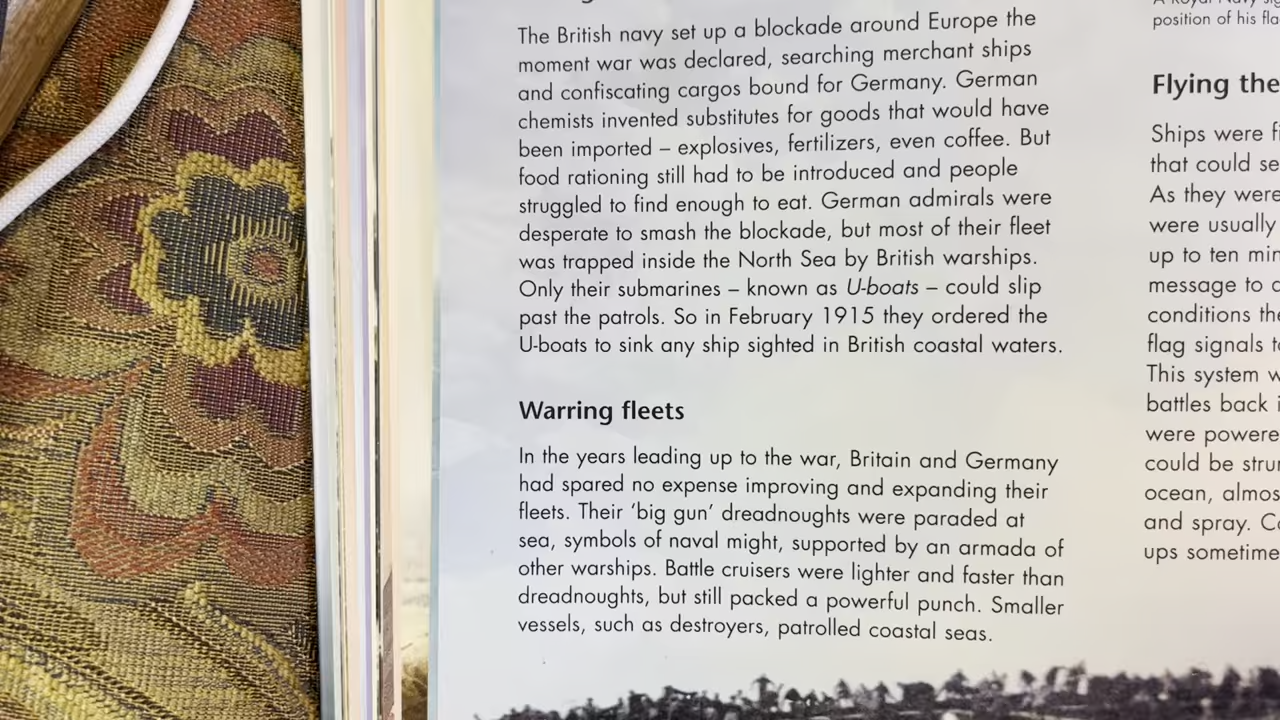 The British navy set up a blockade around Europe the
moment war was declared, searching merchant ships
and confiscating cargos bound for Germany. German
chemists invented substitutes for goods that would have
been imported – explosives, fertilizers, even coffee. But
food rationing still had to be introduced and people
struggled to find enough to eat. German admirals were
desperate to smash the blockade, but most of their fleet
was trapped inside the North Sea by British warships.
Only their submarines – known as U-boats – could slip
past the patrols. So in February 1915 they ordered the
U-boats to sink any ship sighted in British coastal waters.
Warring fleets
In the years leading up to the war, Britain and Germany
had spared no expense improving and expanding their
fleets. Their ‘big gun’ dreadnoughts were paraded at
sea, symbols of naval might, supported by an armada of
other warships. Battle cruisers were lighter and faster than
dreadnoughts, but still packed a powerful punch. Smaller
vessels, such as destroyers, patrolled coastal seas.
A Royal Navy
position of his
Flying the
Ships were
that could
As they were
were usually
up to ten
message to
conditions
flag signals
This system
battles back
were
could be
ocean,
and spray.
ups